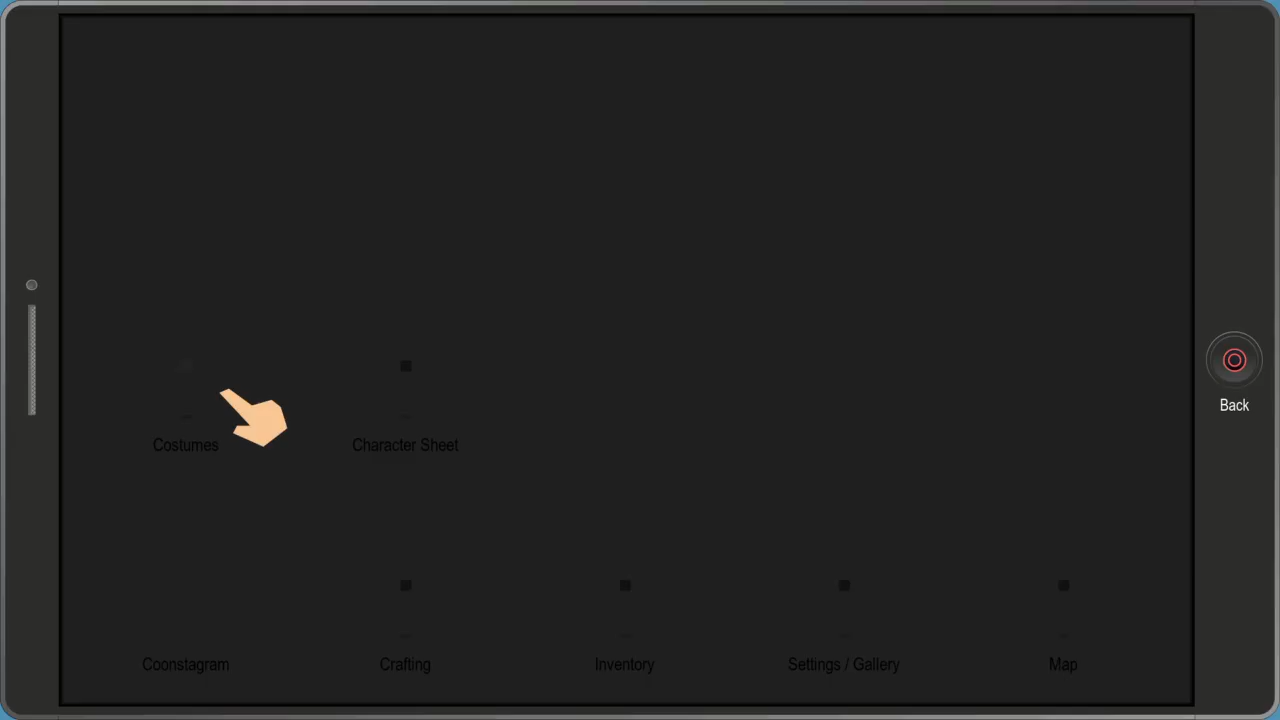 Back
Costumes
Character Sheet
Coonstagram
Crafting
Inventory
Settings / Gallery
Map